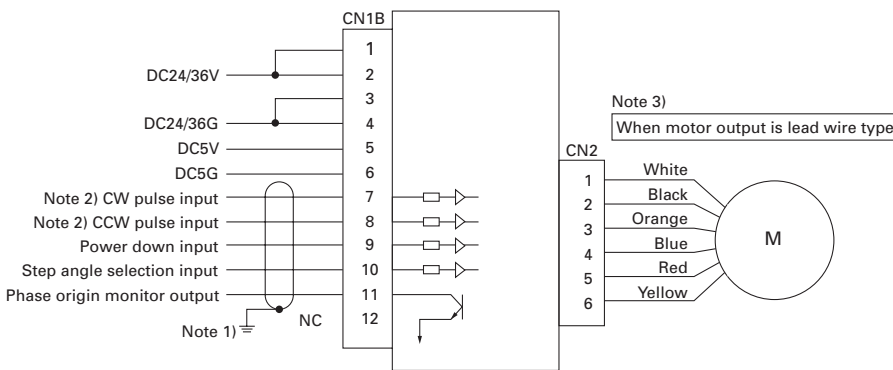 CN1B
1
DC24/36V 2
3
DC24/36G 4
DC5V 5
DC5G 6
Note 2) CW pulse input 7
Note 2) CCW pulse input 8
Power down input 9
Step angle selection input 10
Phase origin monitor output 11
Note 1) NC 12
Note 3)
When motor output is lead wire type
CN2
1 White
2 Black
3 Orange
4 Blue
5 Red
6 Yellow
M